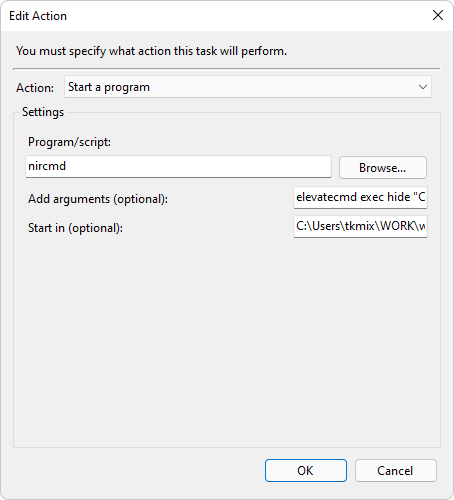 Edit Action
You must specify what action this task will perform.
Action: Start a program
Settings
Program/script:
nircmd Browse...
Add arguments (optional): elevatecmd exec hide "C
Start in (optional): C:\Users\tkmix\WORK\w
OK Cancel